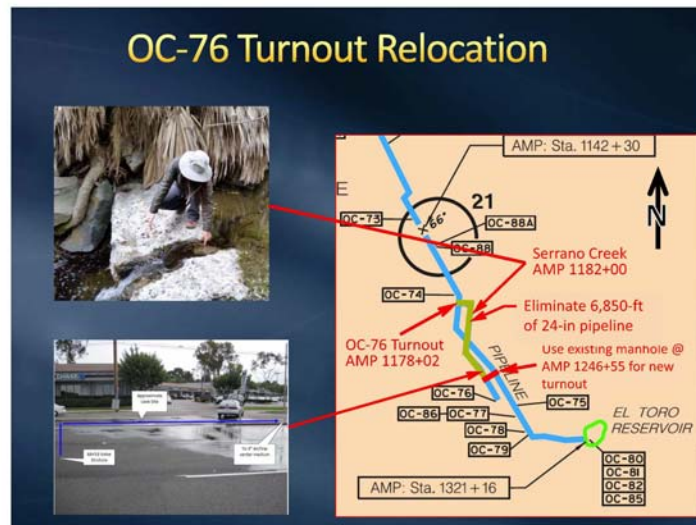 OC-76 Turnout Relocation
AMP: Sta. 1142+30
E
21
OC-73
66"
OC-88A
OC-88
N
Serrano Creek
AMP 1182+00
OC-74
Eliminate 6,850-ft
of 24-in pipeline
OC-76 Turnout
AMP 1178+02
Use existing manhole @
AMP 1246+55 for new
turnout
PIPELINE
OC-76
OC-75
OC-86
OC-77
OC-78
OC-79
EL TORO
RESERVOIR
AMP: Sta. 1321+16
OC-80
OC-81
OC-82
OC-85
Approximate